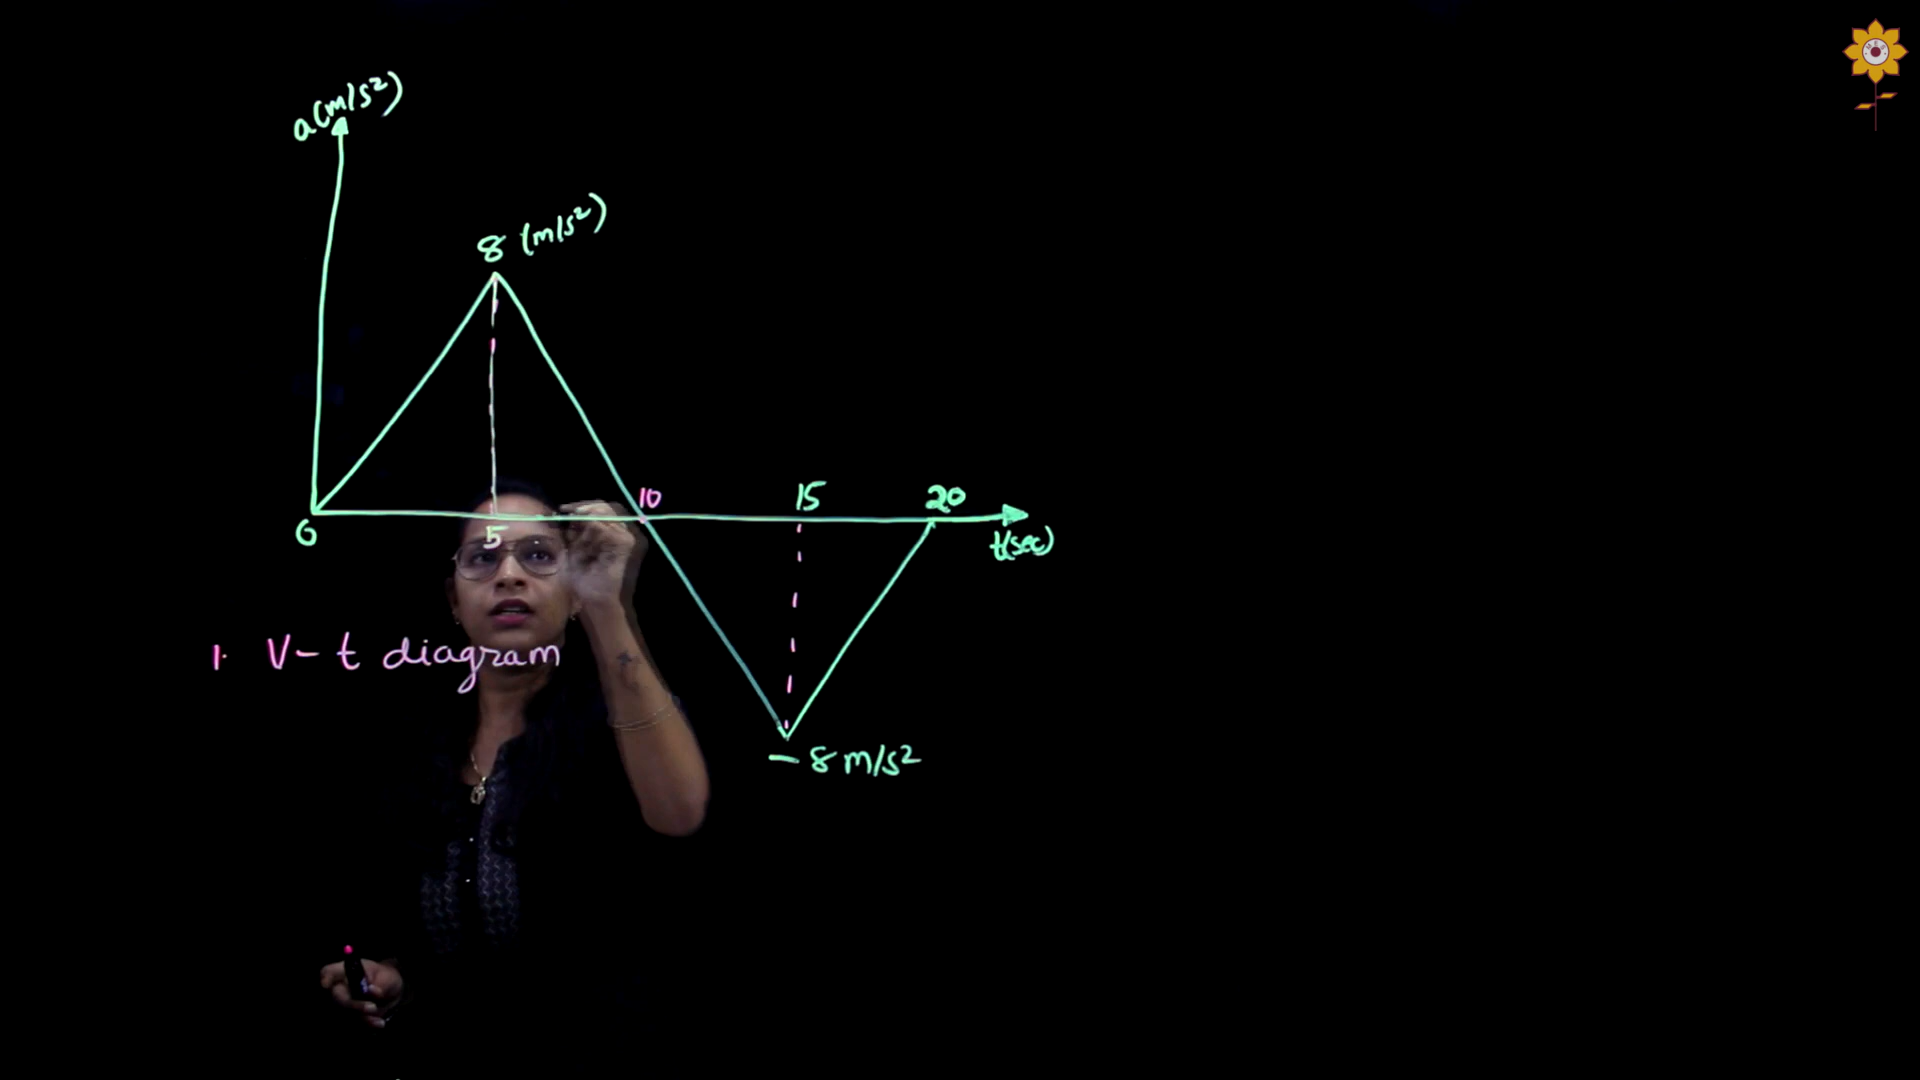 a(m/s²)
8 (m/s²)
10
15
20
0
5
t(sec)
1. V-t diagram
- 8 m/s²